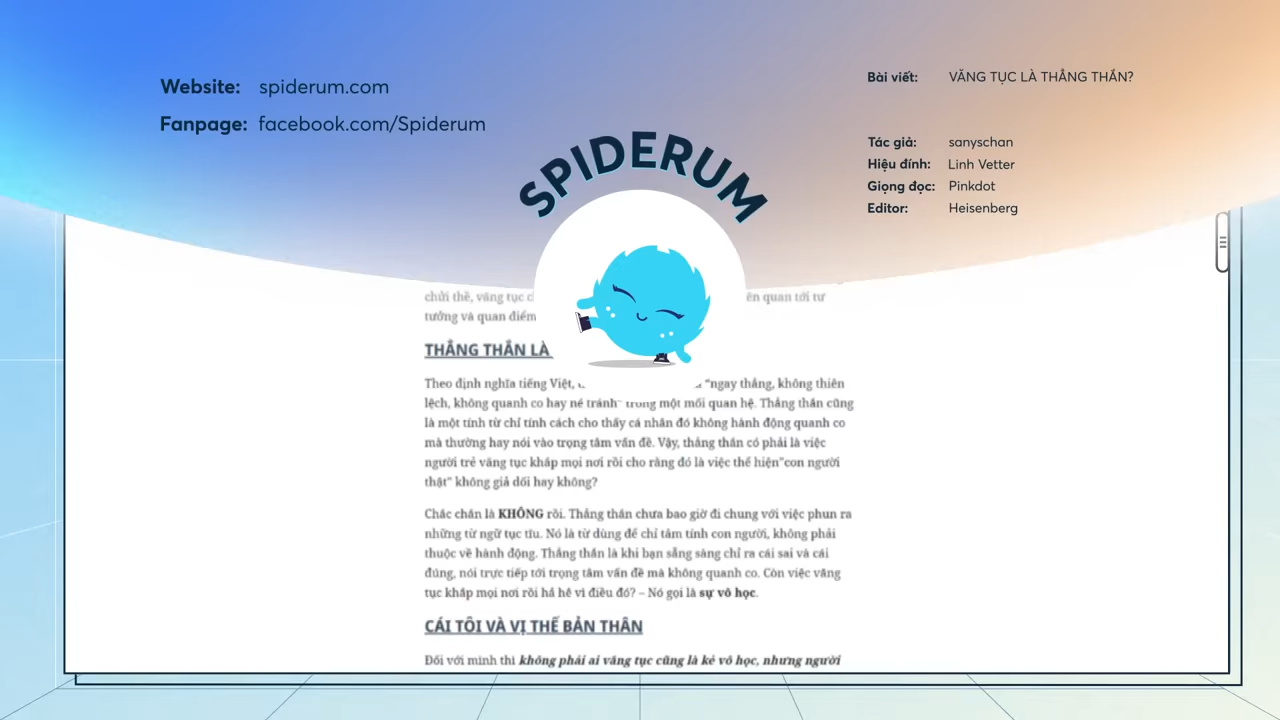 Website: spiderum.com
Fanpage: facebook.com/Spiderum
Bài viết: VĂNG TỤC LÀ THẲNG THẮN?
Tác giả: sanyschan
Hiệu đính: Linh Vetter
Giọng đọc: Pinkdot
Editor: Heisenberg
SPIDERUM
chửi thề, văng tục ên quan tới tư
tưởng và quan điểm
THẲNG THẮN LÀ
Theo định nghĩa tiếng Việt, "ngay thẳng, không thiên
lệch, không quanh co hay né tránh" trong một mối quan hệ. Thẳng thắn cũng
là một tính từ chỉ tính cách cho thấy cá nhân đó không hành động quanh co
mà thường hay nói vào trọng tâm vấn đề. Vậy, thẳng thắn có phải là việc
người trẻ văng tục khắp mọi nơi rồi cho rằng đó là việc thể hiện"con người
thật" không giả dối hay không?
Chắc chắn là KHÔNG rồi. Thẳng thắn chưa bao giờ đi chung với việc phun ra
những từ ngữ tục tĩu. Nó là từ dùng để chỉ tâm tính con người, không phải
thuộc về hành động. Thẳng thắn là khi bạn sẵng sàng chỉ ra cái sai và cái
đúng, nói trực tiếp tới trọng tâm vấn đề mà không quanh co. Còn việc văng
tục khắp mọi nơi rồi hả hê vì điều đó? – Nó gọi là sự vô học.
CÁI TÔI VÀ VỊ THẾ BẢN THÂN
Đối với mình thì không phải ai văng tục cũng là kẻ vô học, nhưng người